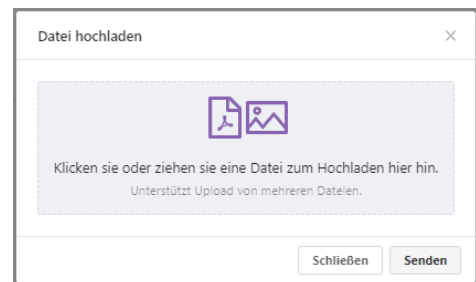 Datei hochladen
Klicken sie oder ziehen sie eine Datei zum Hochladen hier hin.
Unterstützt Upload von mehreren Dateien.
Schließen Senden